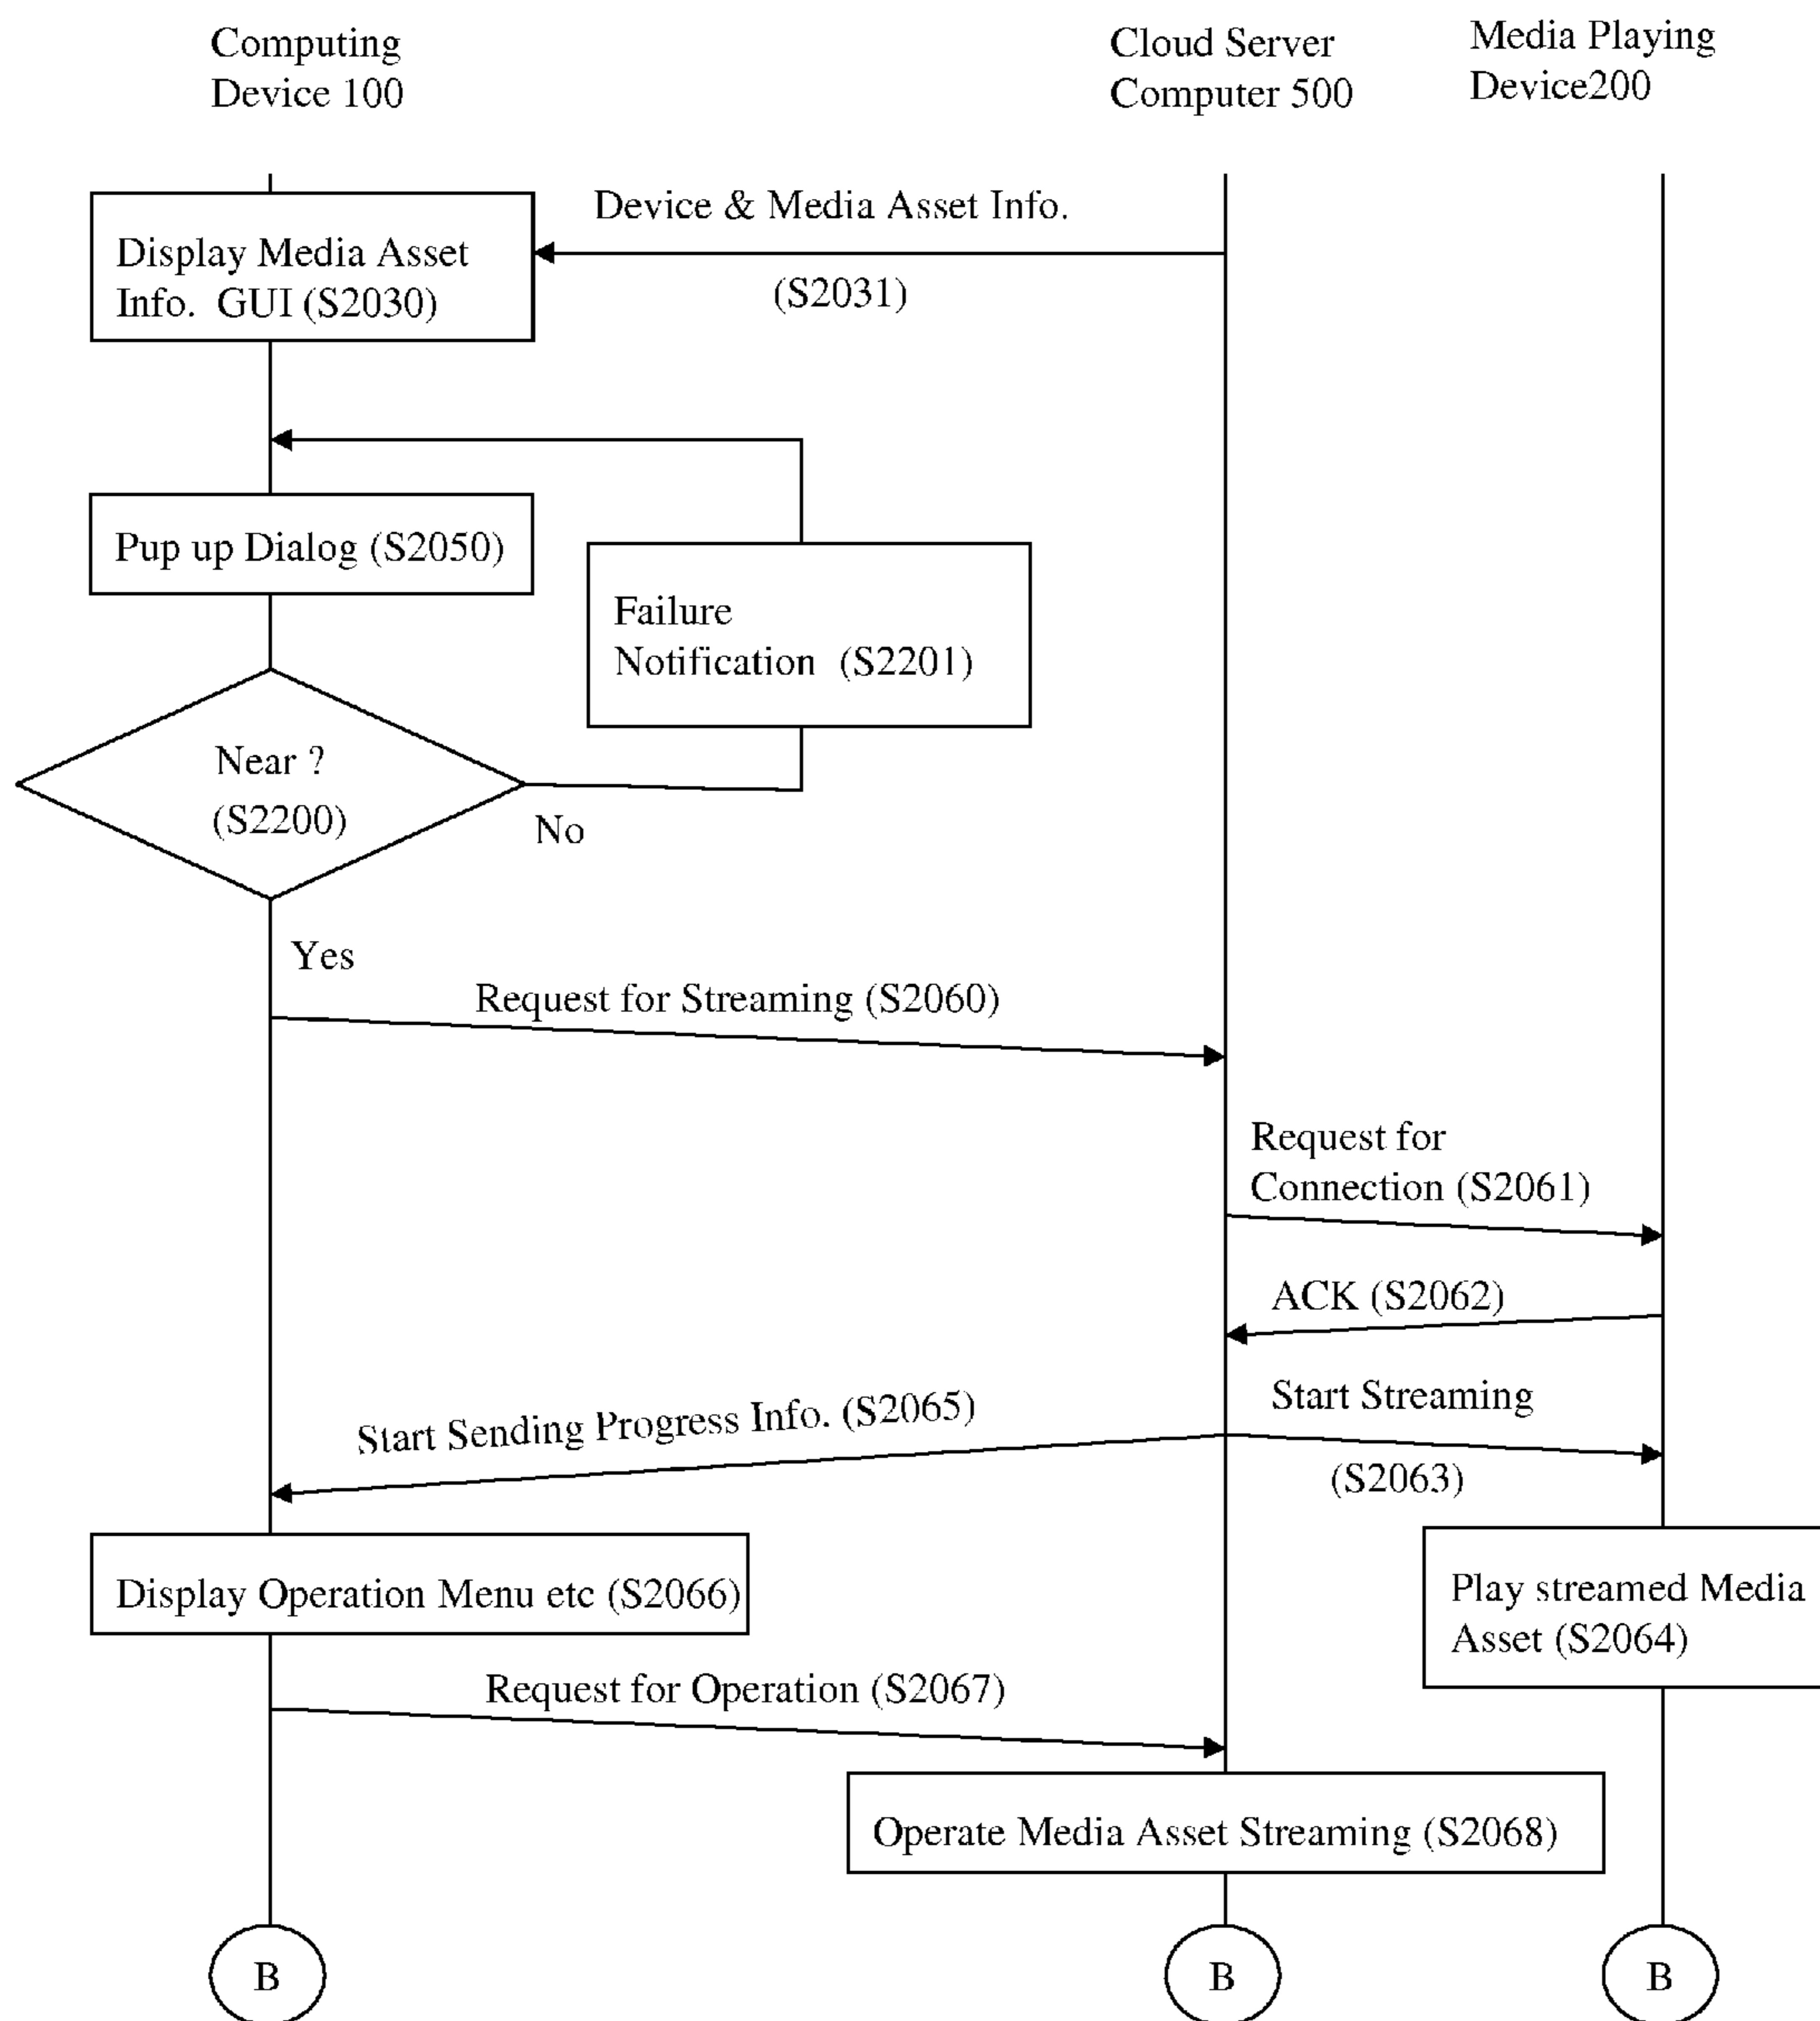 Computing
Device 100
Cloud Server
Computer 500
Media Playing
Device200
Device & Media Asset Info.
(S2031)
Display Media Asset
Info. GUI (S2030)
Pup up Dialog (S2050)
Failure
Notification (S2201)
Near ?
(S2200)
No
Yes
Request for Streaming (S2060)
Request for
Connection (S2061)
ACK (S2062)
Start Sending Progress Info. (S2065)
Start Streaming
(S2063)
Display Operation Menu etc (S2066)
Play streamed Media
Asset (S2064)
Request for Operation (S2067)
Operate Media Asset Streaming (S2068)
B
B
B